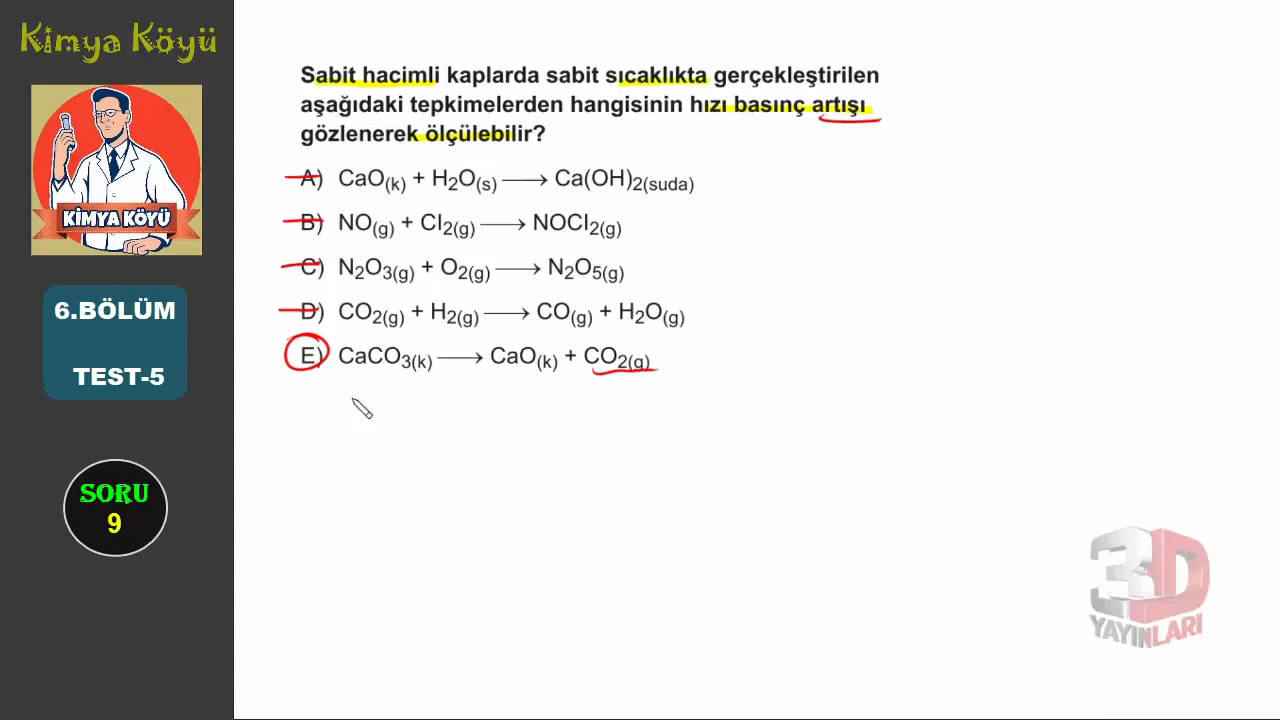 Kimya Köyü
KİMYA KÖYÜ
6.BÖLÜM
TEST-5
SORU
9
Sabit hacimli kaplarda sabit sıcaklıkta gerçekleştirilen
aşağıdaki tepkimelerden hangisinin hızı basınç artışı
gözlenerek ölçülebilir?
A) CaO(k) + H2O(s) ⟶ Ca(OH)2(suda)
B) NO(g) + Cl2(g) ⟶ NOCl2(g)
C) N2O3(g) + O2(g) ⟶ N2O5(g)
D) CO2(g) + H2(g) ⟶ CO(g) + H2O(g)
E) CaCO3(k) ⟶ CaO(k) + CO2(g)
3D
YAYINLARI